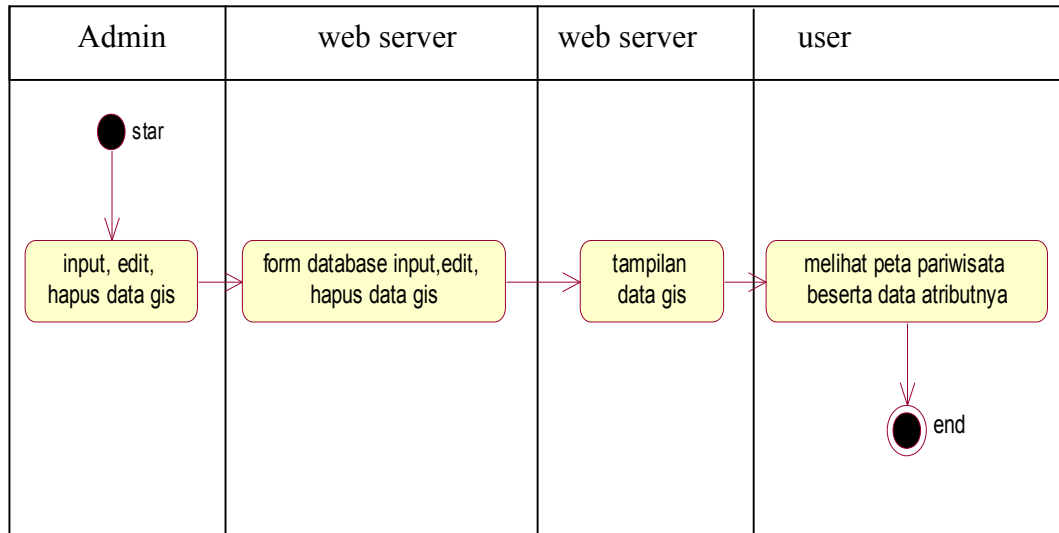 Admin
web server
web server
user
star
input, edit,
hapus data gis
form database input,edit,
hapus data gis
tampilan
data gis
melihat peta pariwisata
beserta data atributnya
end